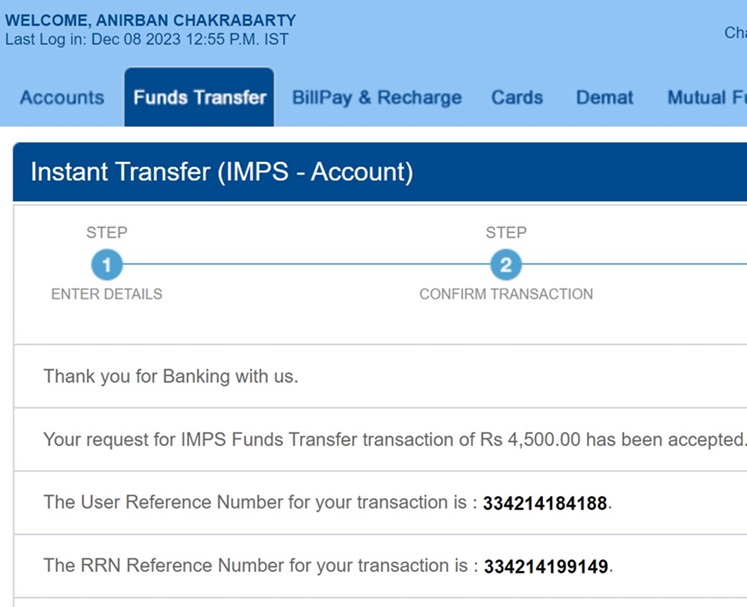 WELCOME, ANIRBAN CHAKRABARTY
Last Log in: Dec 08 2023 12:55 P.M. IST
Accounts Funds Transfer BillPay & Recharge Cards Demat Mutual
Instant Transfer (IMPS - Account)
STEP STEP
1 2
ENTER DETAILS CONFIRM TRANSACTION
Thank you for Banking with us.
Your request for IMPS Funds Transfer transaction of Rs 4,500.00 has been accepted.
The User Reference Number for your transaction is : 334214184188.
The RRN Reference Number for your transaction is : 334214199149.